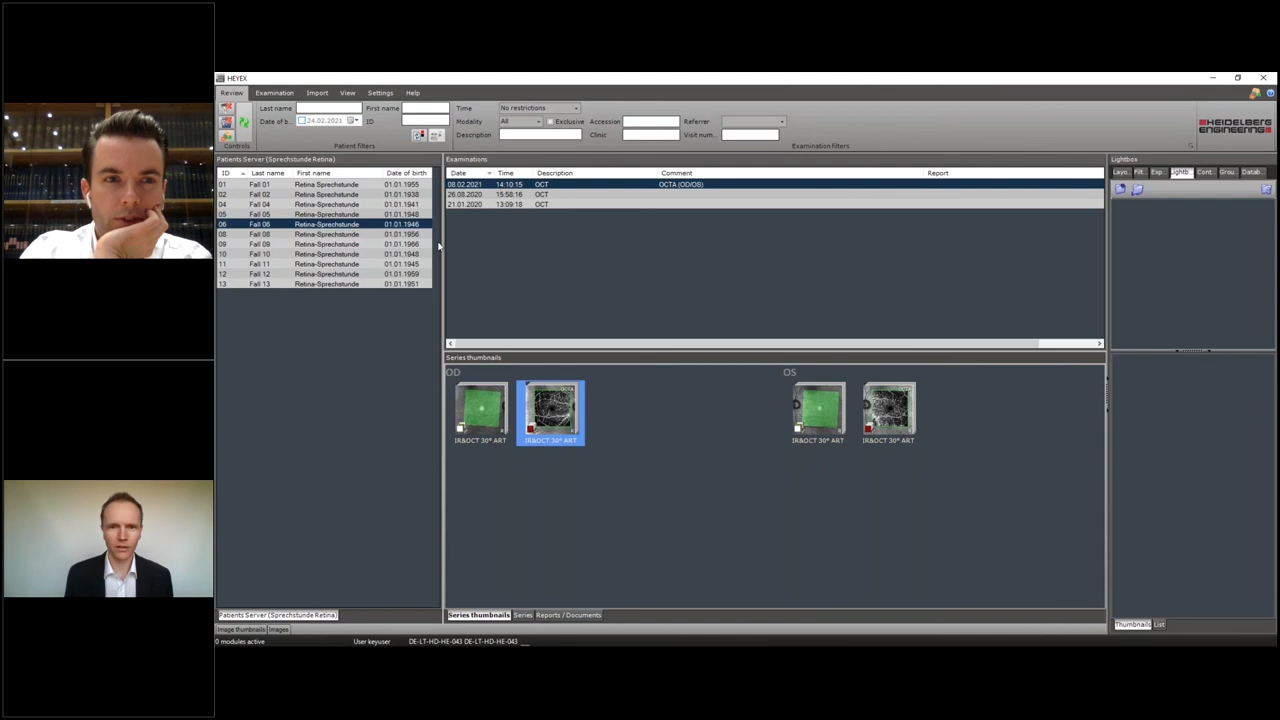 HEYEX
Review Examination Import View Settings Help
Last name First name Time No restrictions
Date of b... 24.02.2021 ID Modality All Exclusive Accession Referrer
Description Clinic Visit num...
Controls Patient filters Examination filters
HEIDELBERG
ENGINEERING
Patients Server (Sprechstunde Retina)
ID Last name First name Date of birth
01 Fall 01 Retina-Sprechstunde 01.01.1955
02 Fall 02 Retina-Sprechstunde 01.01.1938
04 Fall 04 Retina-Sprechstunde 01.01.1941
05 Fall 05 Retina-Sprechstunde 01.01.1948
06 Fall 06 Retina-Sprechstunde 01.01.1946
08 Fall 08 Retina-Sprechstunde 01.01.1956
09 Fall 09 Retina-Sprechstunde 01.01.1966
10 Fall 10 Retina-Sprechstunde 01.01.1948
11 Fall 11 Retina-Sprechstunde 01.01.1945
12 Fall 12 Retina-Sprechstunde 01.01.1959
13 Fall 13 Retina-Sprechstunde 01.01.1951
Examinations
Date Time Description Comment Report
08.02.2021 14:10:15 OCT OCTA (OD/OS)
26.08.2020 15:58:16 OCT
21.01.2020 13:09:18 OCT
Lightbox
Layo... Filt... Exp... Lightb... Cont... Grou... Datab...
Series thumbnails
OD OS
IR&OCT 30° ART IR&OCT 30° ART IR&OCT 30° ART IR&OCT 30° ART
Patients Server (Sprechstunde Retina)
Series thumbnails Series Reports / Documents
Thumbnails List
Image thumbnails Images
0 modules active User keyuser DE-LT-HD-HE-043 DE-LT-HD-HE-043